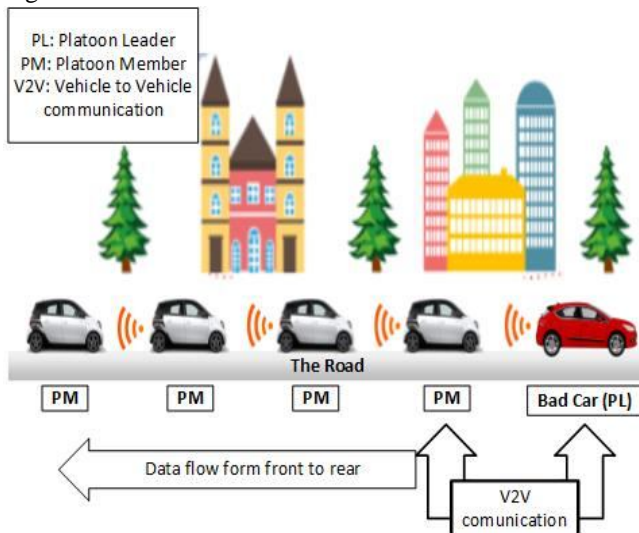 PL: Platoon Leader
PM: Platoon Member
V2V: Vehicle to Vehicle
communication
The Road
PM
PM
PM
PM
Bad Car (PL)
Data flow form front to rear
V2V
comunication